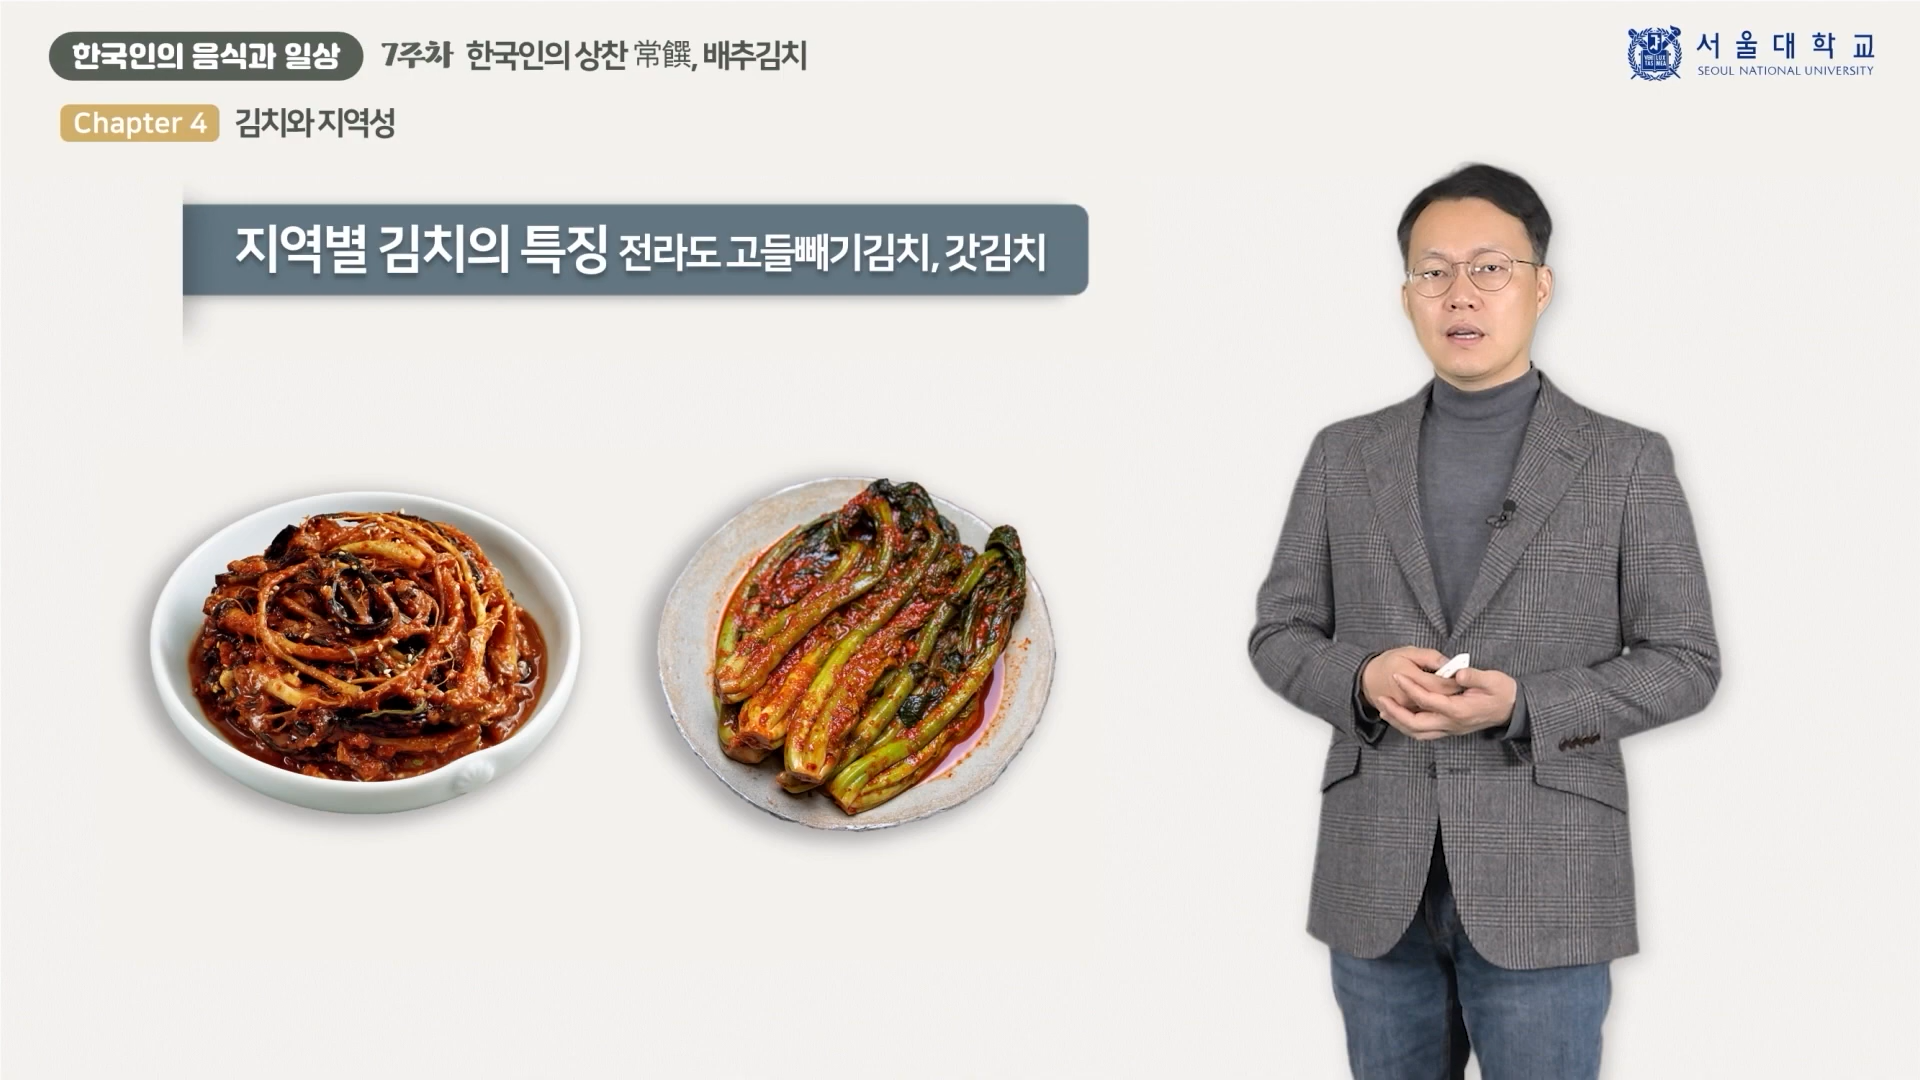 한국인의 음식과 일상 7주차 한국인의 상찬 常饌, 배추김치
서울대학교
SEOUL NATIONAL UNIVERSITY
Chapter 4 김치와 지역성
지역별 김치의 특징 전라도 고들빼기김치, 갓김치